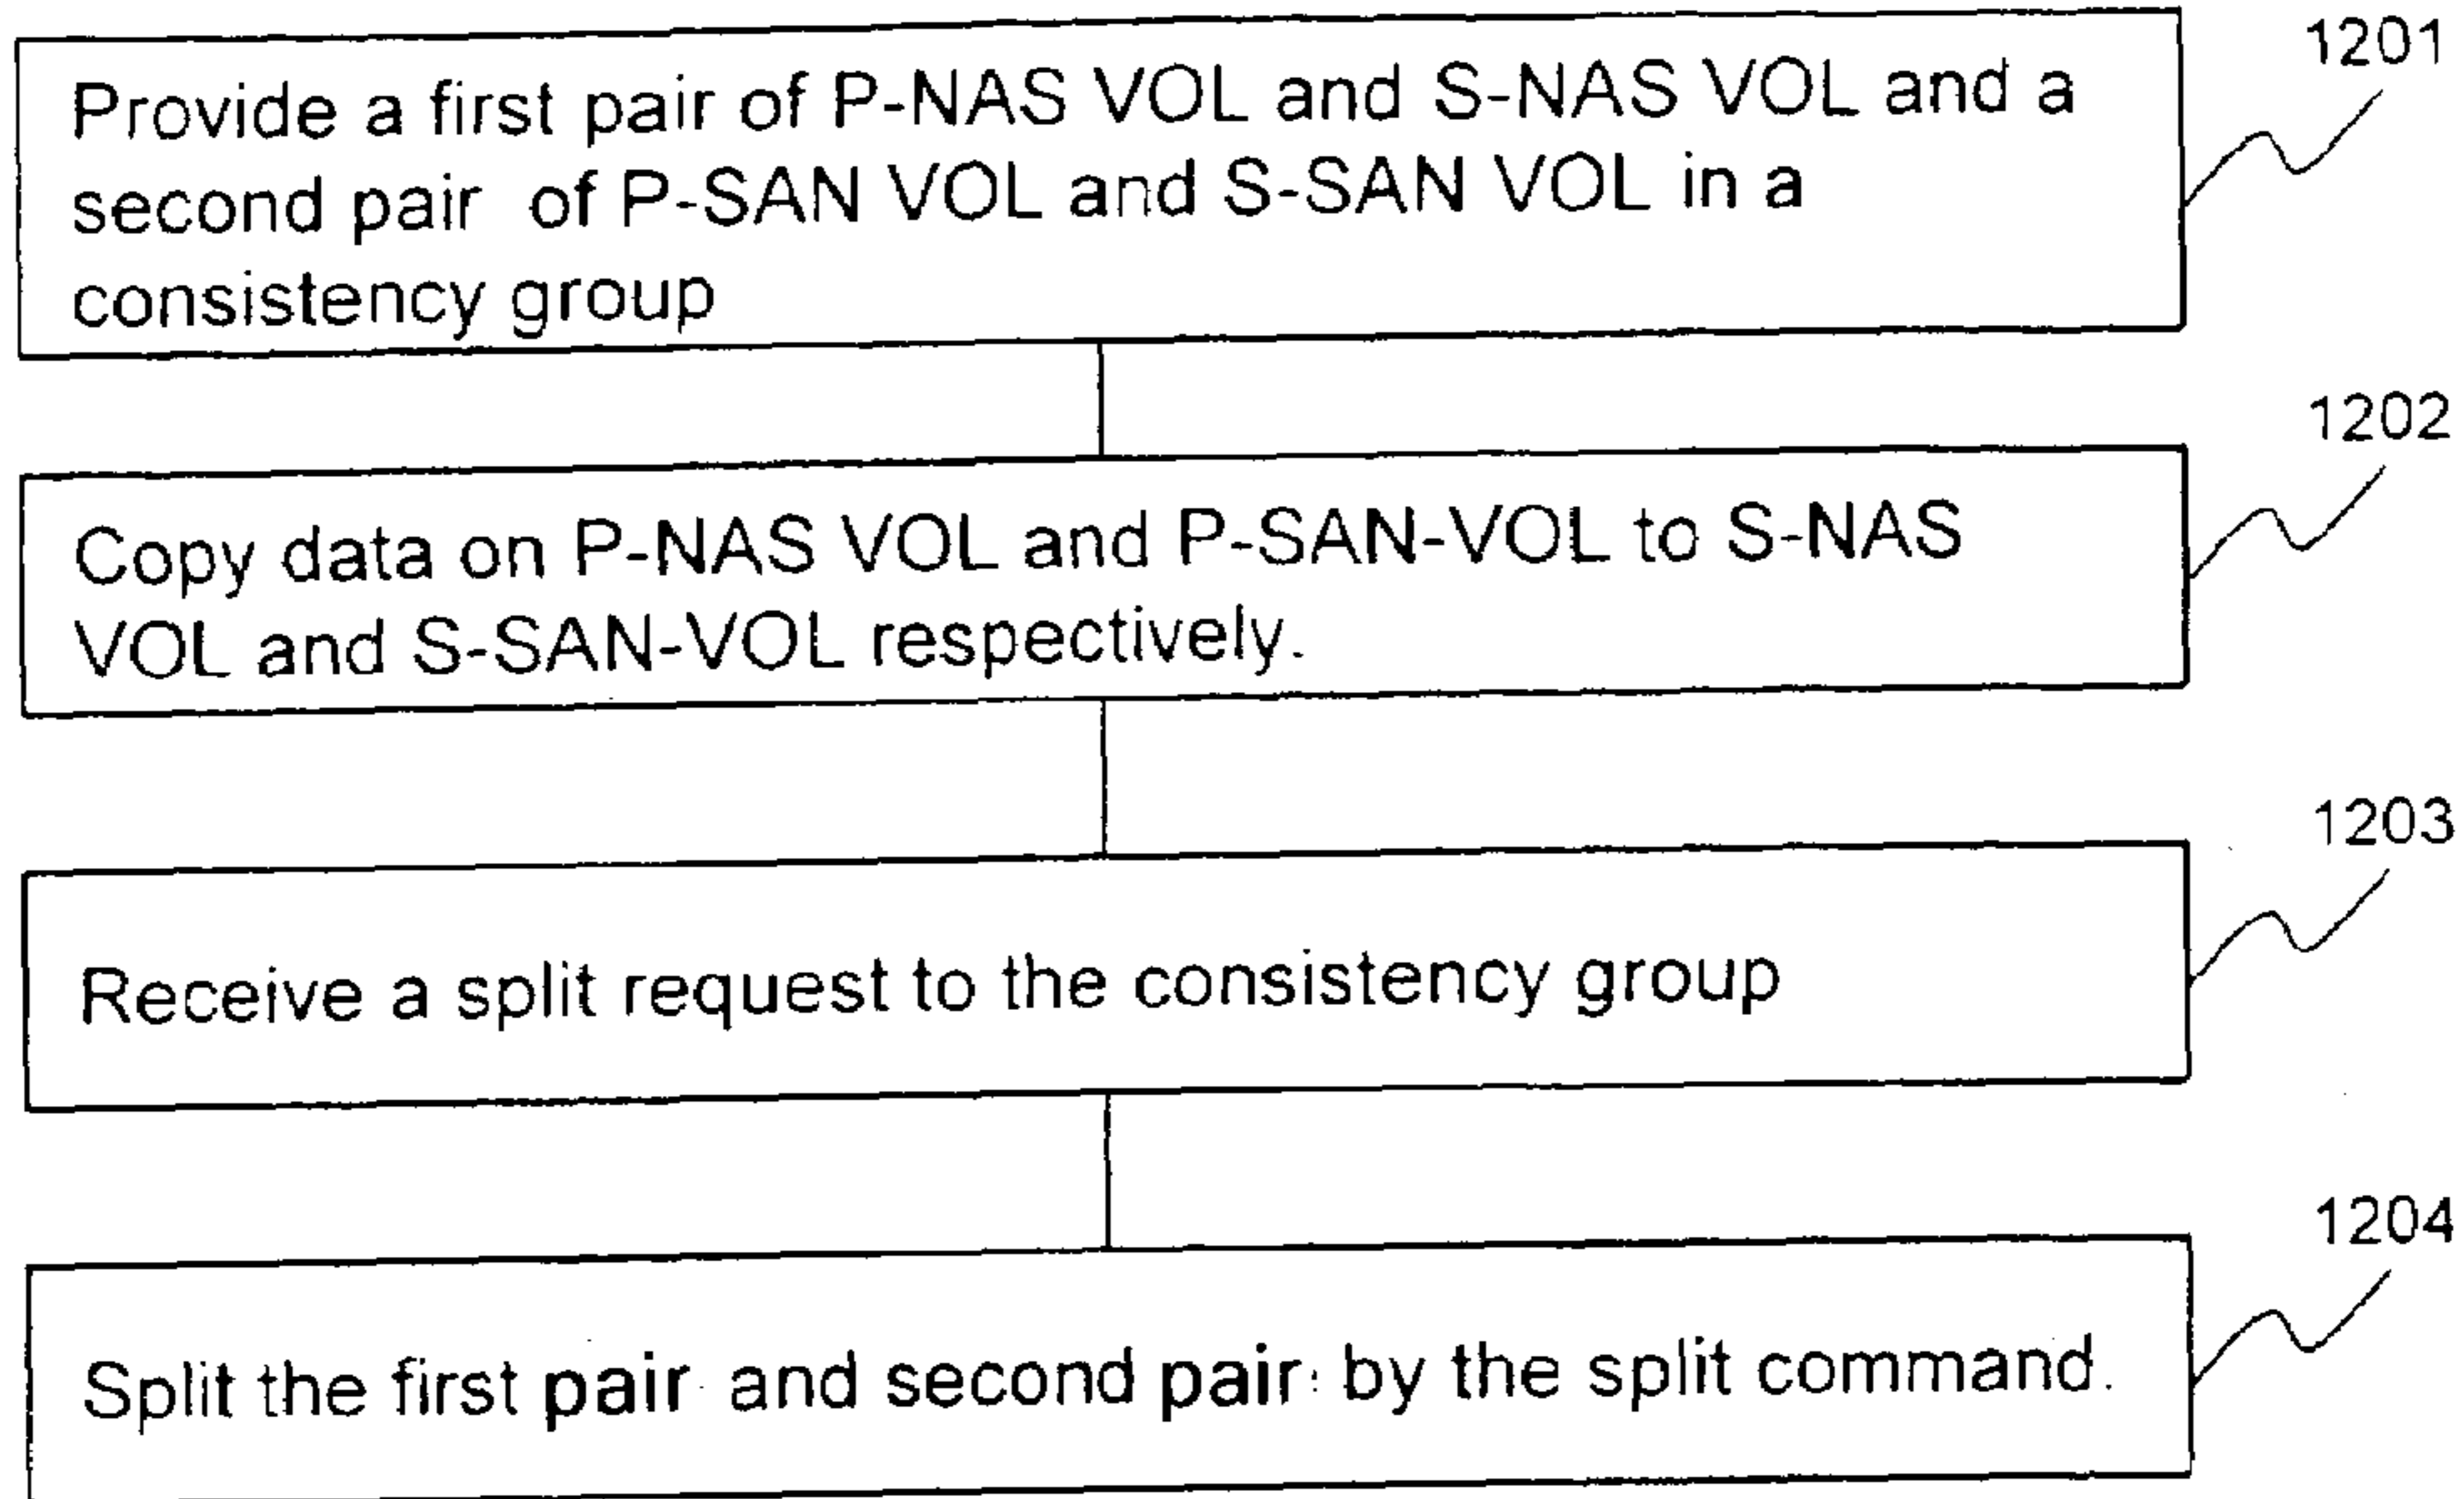 1201
Provide a first pair of P-NAS VOL and S-NAS VOL and a
second pair of P-SAN VOL and S-SAN VOL in a
consistency group
1202
Copy data on P-NAS VOL and P-SAN-VOL to S-NAS
VOL and S-SAN-VOL respectively.
1203
Receive a split request to the consistency group
1204
Split the first pair and second pair by the split command.